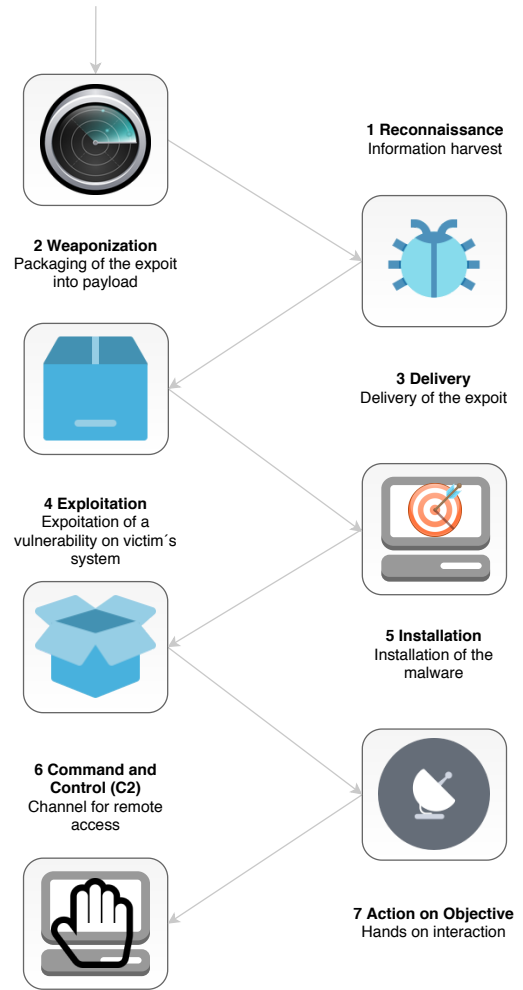 1 Reconnaissance
Information harvest
2 Weaponization
Packaging of the expoit
into payload
3 Delivery
Delivery of the expoit
4 Exploitation
Expoitation of a
vulnerability on victim´s
system
5 Installation
Installation of the
malware
6 Command and
Control (C2)
Channel for remote
access
7 Action on Objective
Hands on interaction